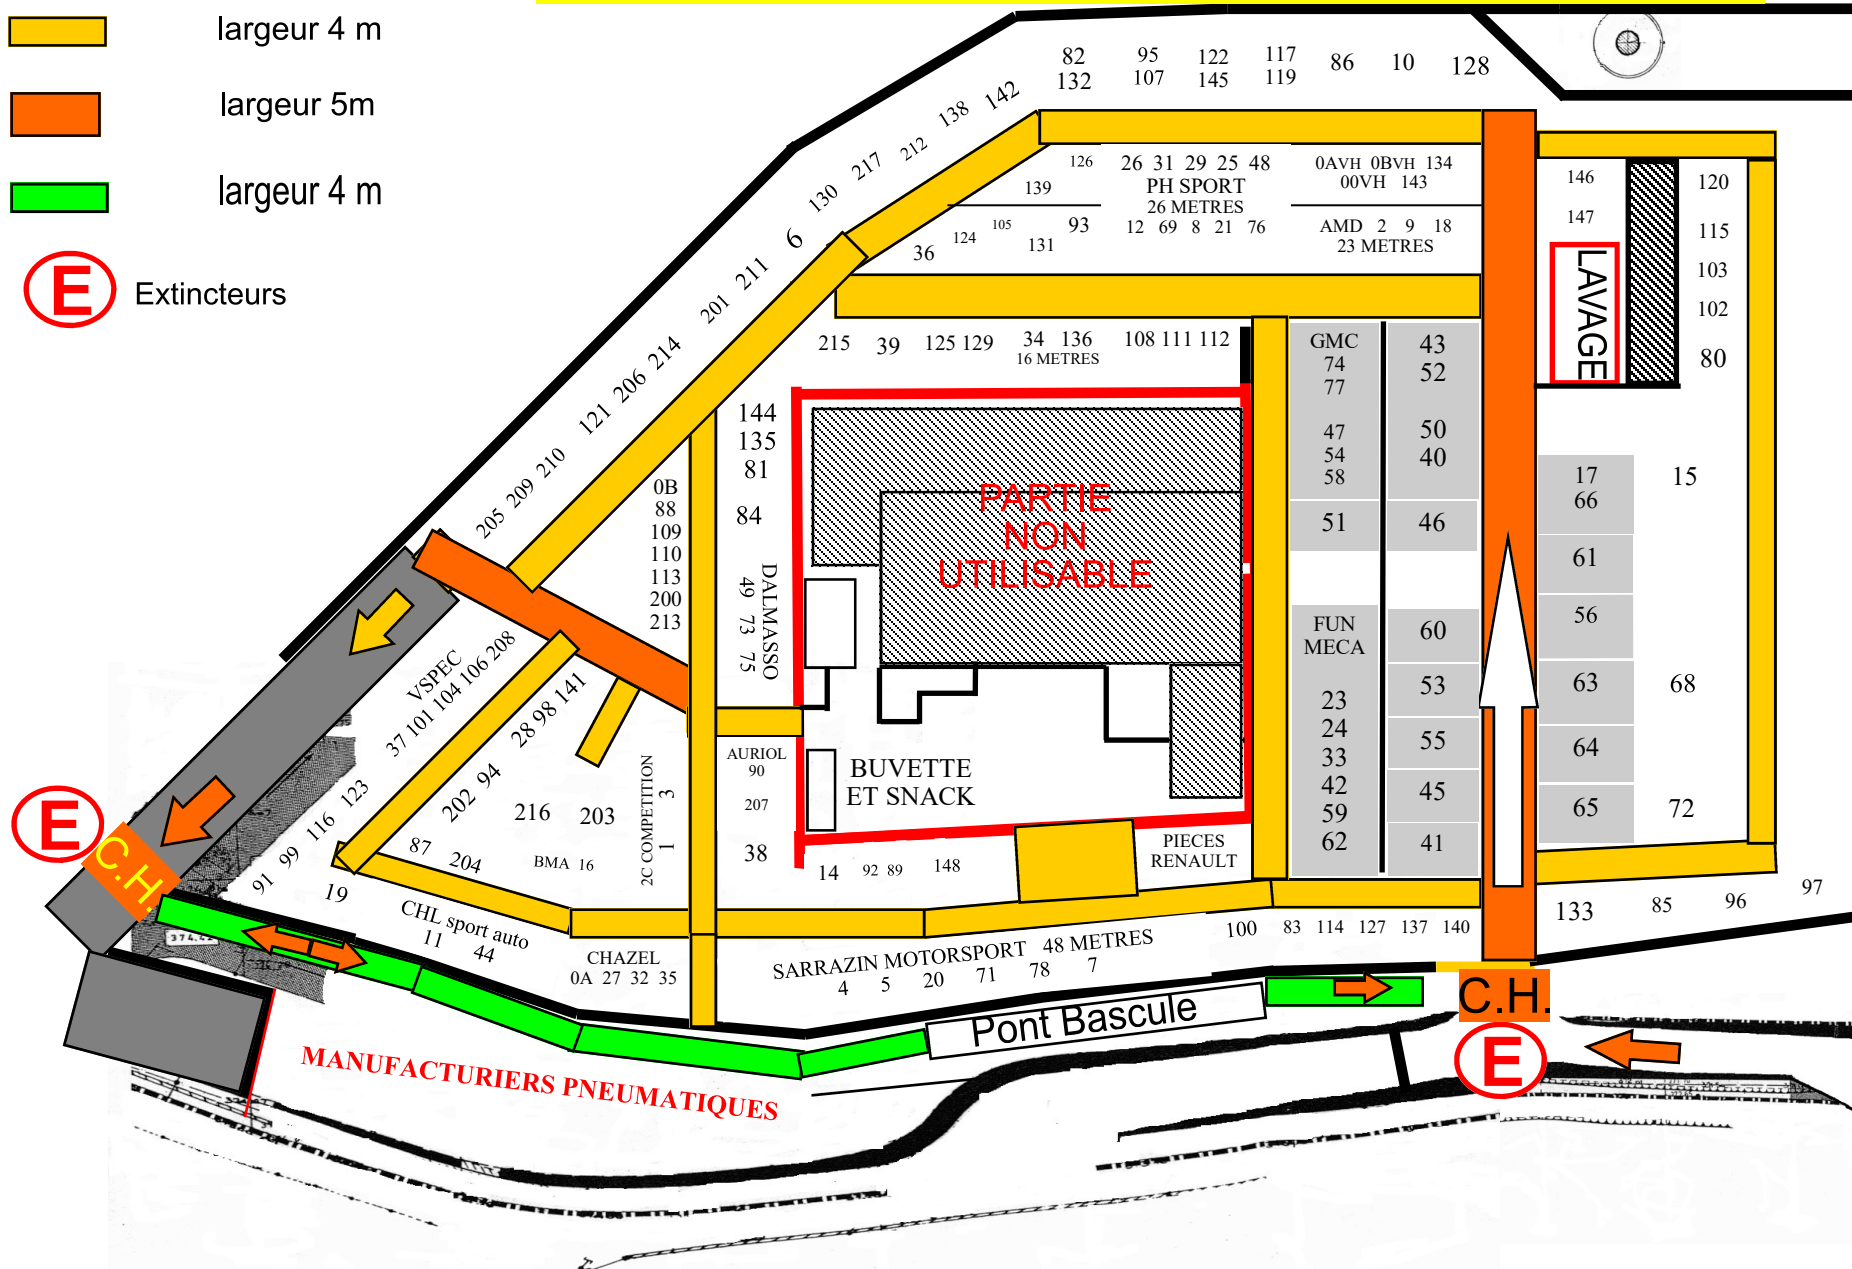 largeur 4 m
largeur 5m
largeur 4 m
E Extincteurs
82 95 122 117 86 10 128
132 107 145 119
142
138
212
217
130
6
211
201
214
206
121
210
209
205
126 26 31 29 25 48 0AVH 0BVH 134
139 PH SPORT 00VH 143
26 METRES
105 93 12 69 8 21 76 AMD 2 9 18
36 124 131 23 METRES
146 120
147 115
LAVAGE
103
102
80
215 39 125 129 34 136 108 111 112
16 METRES
GMC 43
74 52
77
47 50
54 40
58
51 46
FUN 60
MECA
53
23
24 55
33
42 45
59
62 41
17 15
66
61
56
63 68
64
65 72
144
135
81
84
DALMASSO
49 73 75
0B
88
109
110
113
200
213
PARTIE
NON
UTILISABLE
VSPEC
37 101 104 106 208
28 98 141
202 94
87 204
216 203
BMA 16
2C COMPETITION
1 3
AURIOL
90
207
38
BUVETTE
ET SNACK
14 92 89 148
PIECES
RENAULT
91 99 116 123
19
CHL sport auto
11 44
CHAZEL
0A 27 32 35
SARRAZIN MOTORSPORT 48 METRES
4 5 20 71 78 7
100 83 114 127 137 140
133 85 96 97
E
C.H.
374.42
Pont Bascule
C.H.
E
MANUFACTURIERS PNEUMATIQUES